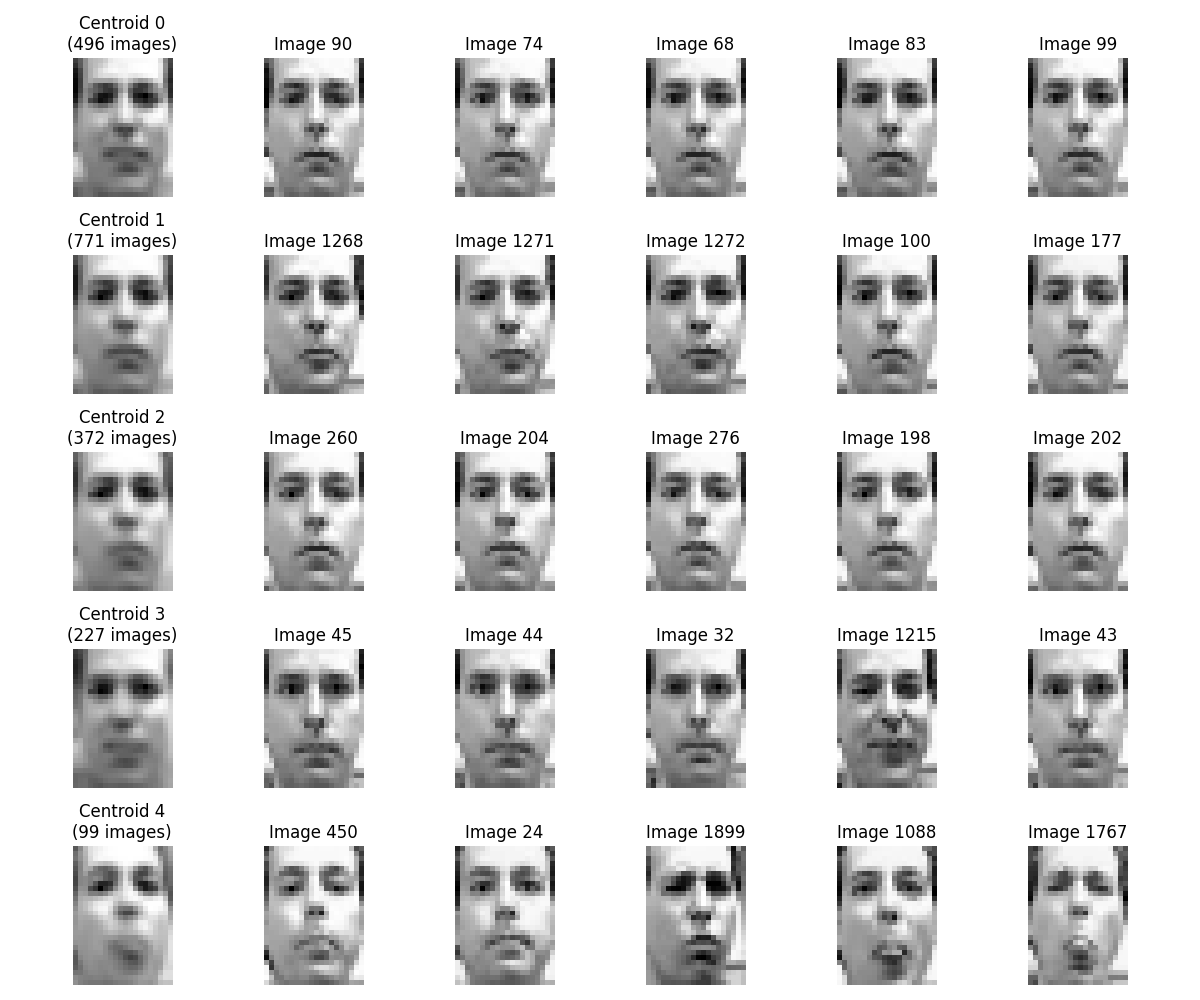 Centroid 0
(496 images)
Image 90
Image 74
Image 68
Image 83
Image 99
Centroid 1
(771 images)
Image 1268
Image 1271
Image 1272
Image 100
Image 177
Centroid 2
(372 images)
Image 260
Image 204
Image 276
Image 198
Image 202
Centroid 3
(227 images)
Image 45
Image 44
Image 32
Image 1215
Image 43
Centroid 4
(99 images)
Image 450
Image 24
Image 1899
Image 1088
Image 1767